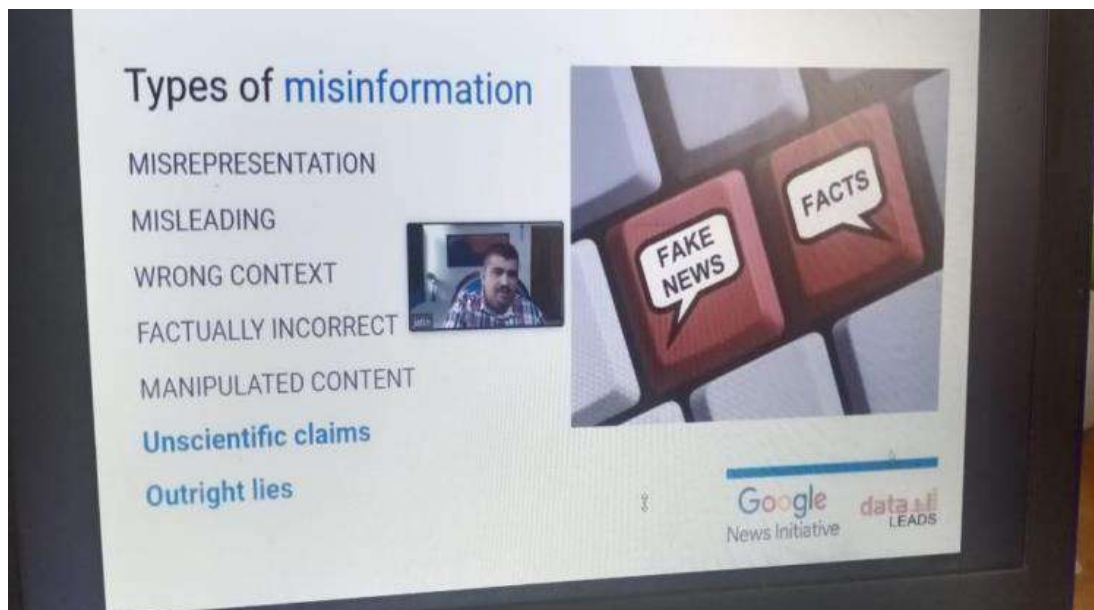 Types of misinformation
MISREPRESENTATION
MISLEADING
WRONG CONTEXT
FACTUALLY INCORRECT
MANIPULATED CONTENT
Unscientific claims
Outright lies
FAKE
NEWS
FACTS
Google
News Initiative
data
LEADS